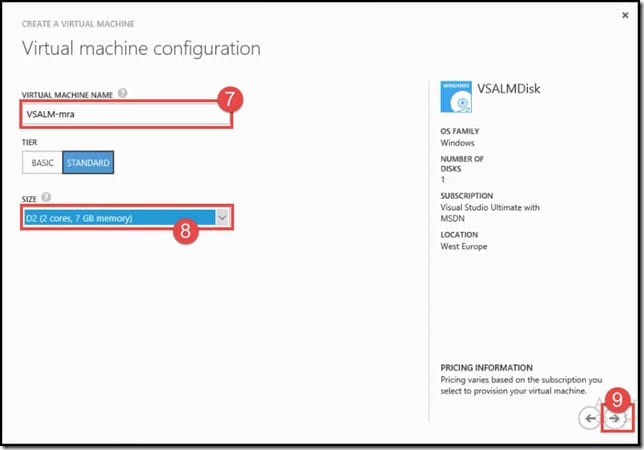 CREATE A VIRTUAL MACHINE
Virtual machine configuration
VIRTUAL MACHINE NAME ?
7
VSALM-mra
TIER
BASIC STANDARD
SIZE ?
D2 (2 cores, 7 GB memory)
8
WINDOWS
VSALMDisk
OS FAMILY
Windows
NUMBER OF
DISKS
1
SUBSCRIPTION
Visual Studio Ultimate with
MSDN
LOCATION
West Europe
PRICING INFORMATION
Pricing varies based on the subscription you
select to provision your virtual machine.
9